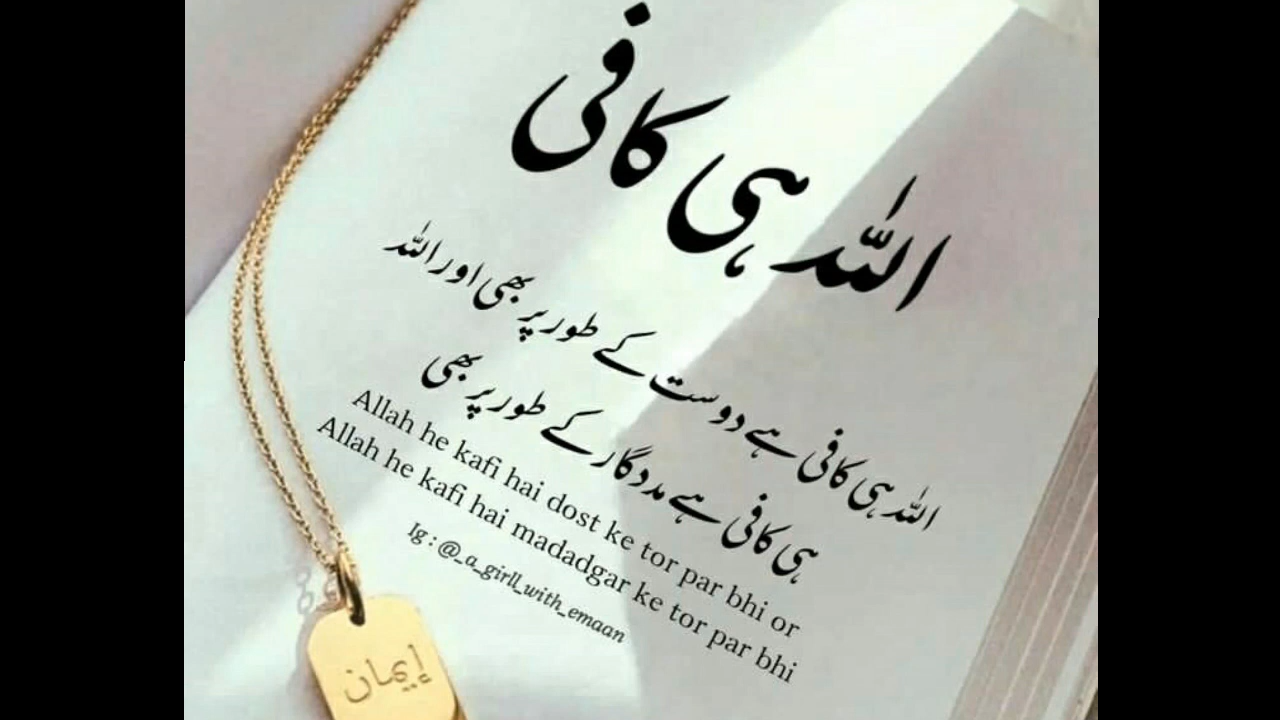 اللہ ہی کافی
اللہ ہی کافی ہے دوست کے طور پر بھی اور اللہ
ہی کافی ہے مددگار کے طور پر بھی
Allah he kafi hai dost ke tor par bhi or
Allah he kafi hai madadgar ke tor par bhi
Ig : @_a_girll_with_emaan
إيمان